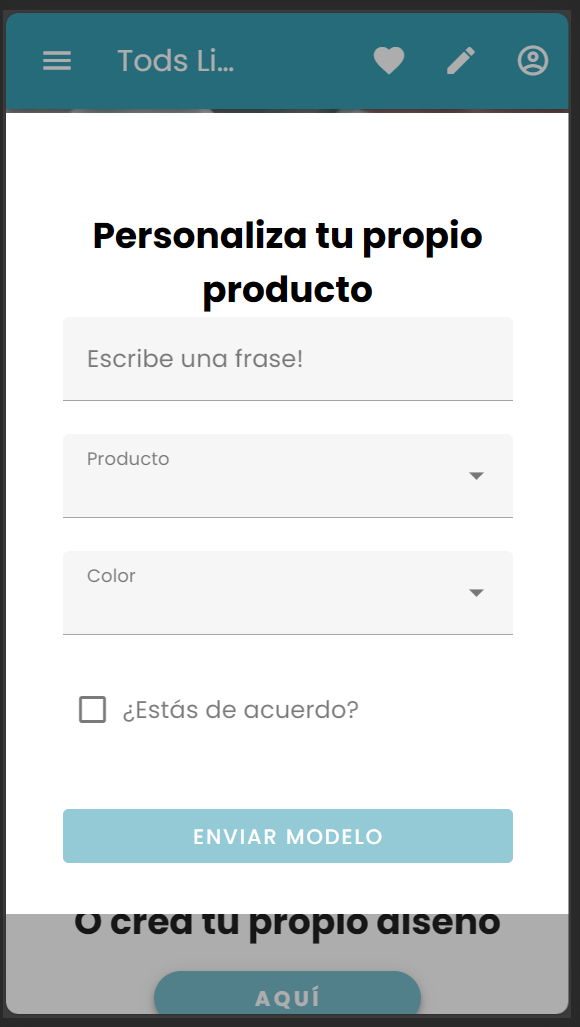 Tods Li...
Personaliza tu propio
producto
Escribe una frase!
Producto
Color
¿Estás de acuerdo?
ENVIAR MODELO
O crea tu propio diseño
AQUÍ